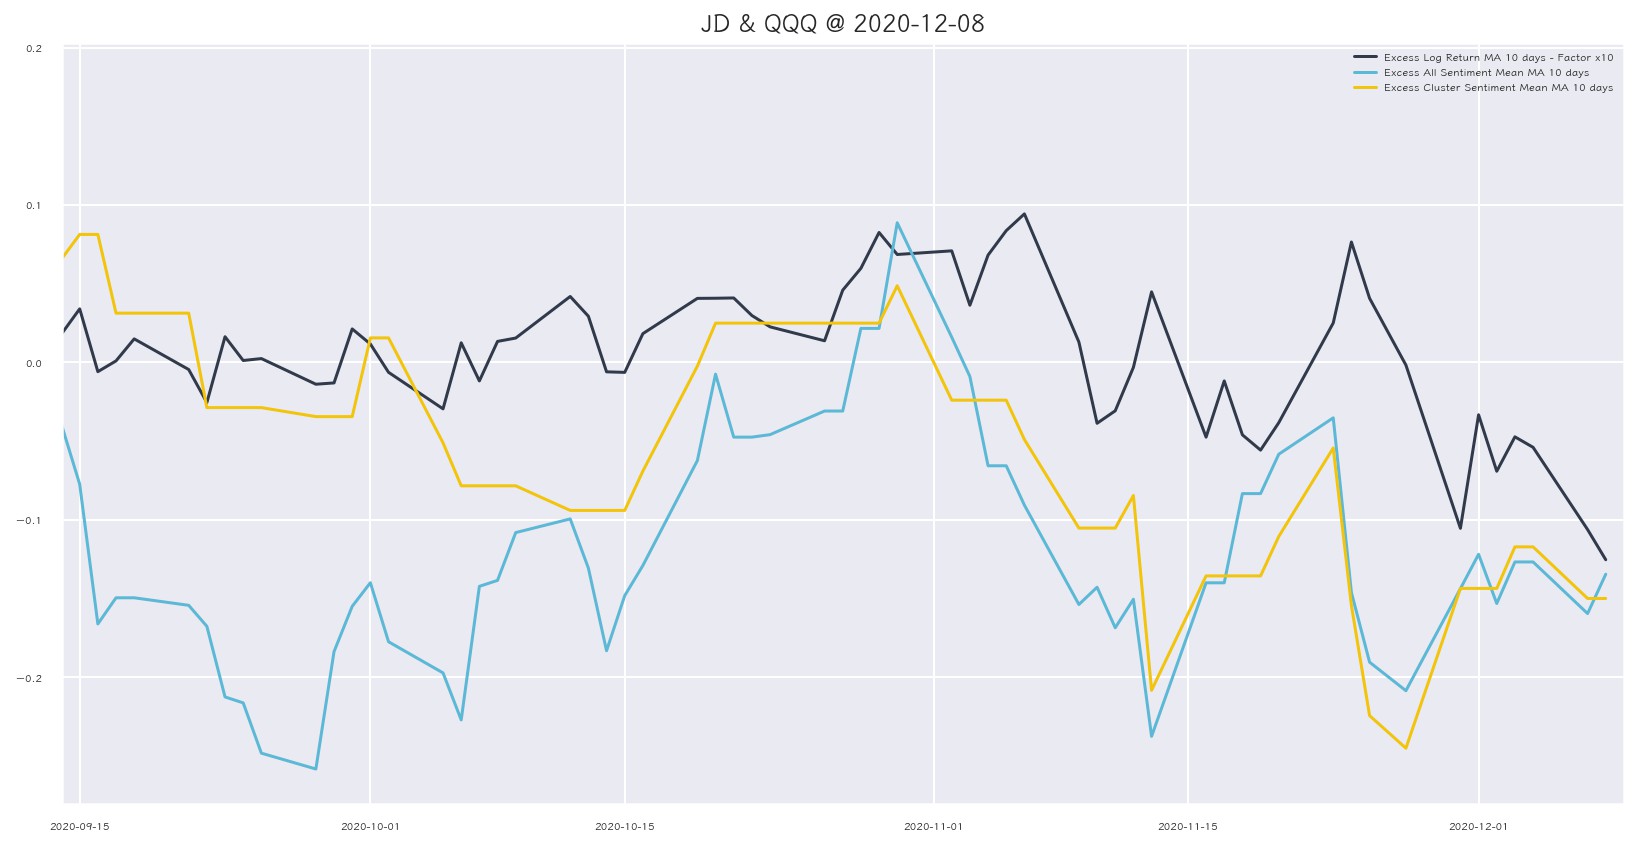 JD & QQQ @ 2020-12-08
0.2
Excess Log Return MA 10 days - Factor x10
Excess All Sentiment Mean MA 10 days
Excess Cluster Sentiment Mean MA 10 days
0.1
0.0
−0.1
−0.2
2020-09-15
2020-10-01
2020-10-15
2020-11-01
2020-11-15
2020-12-01